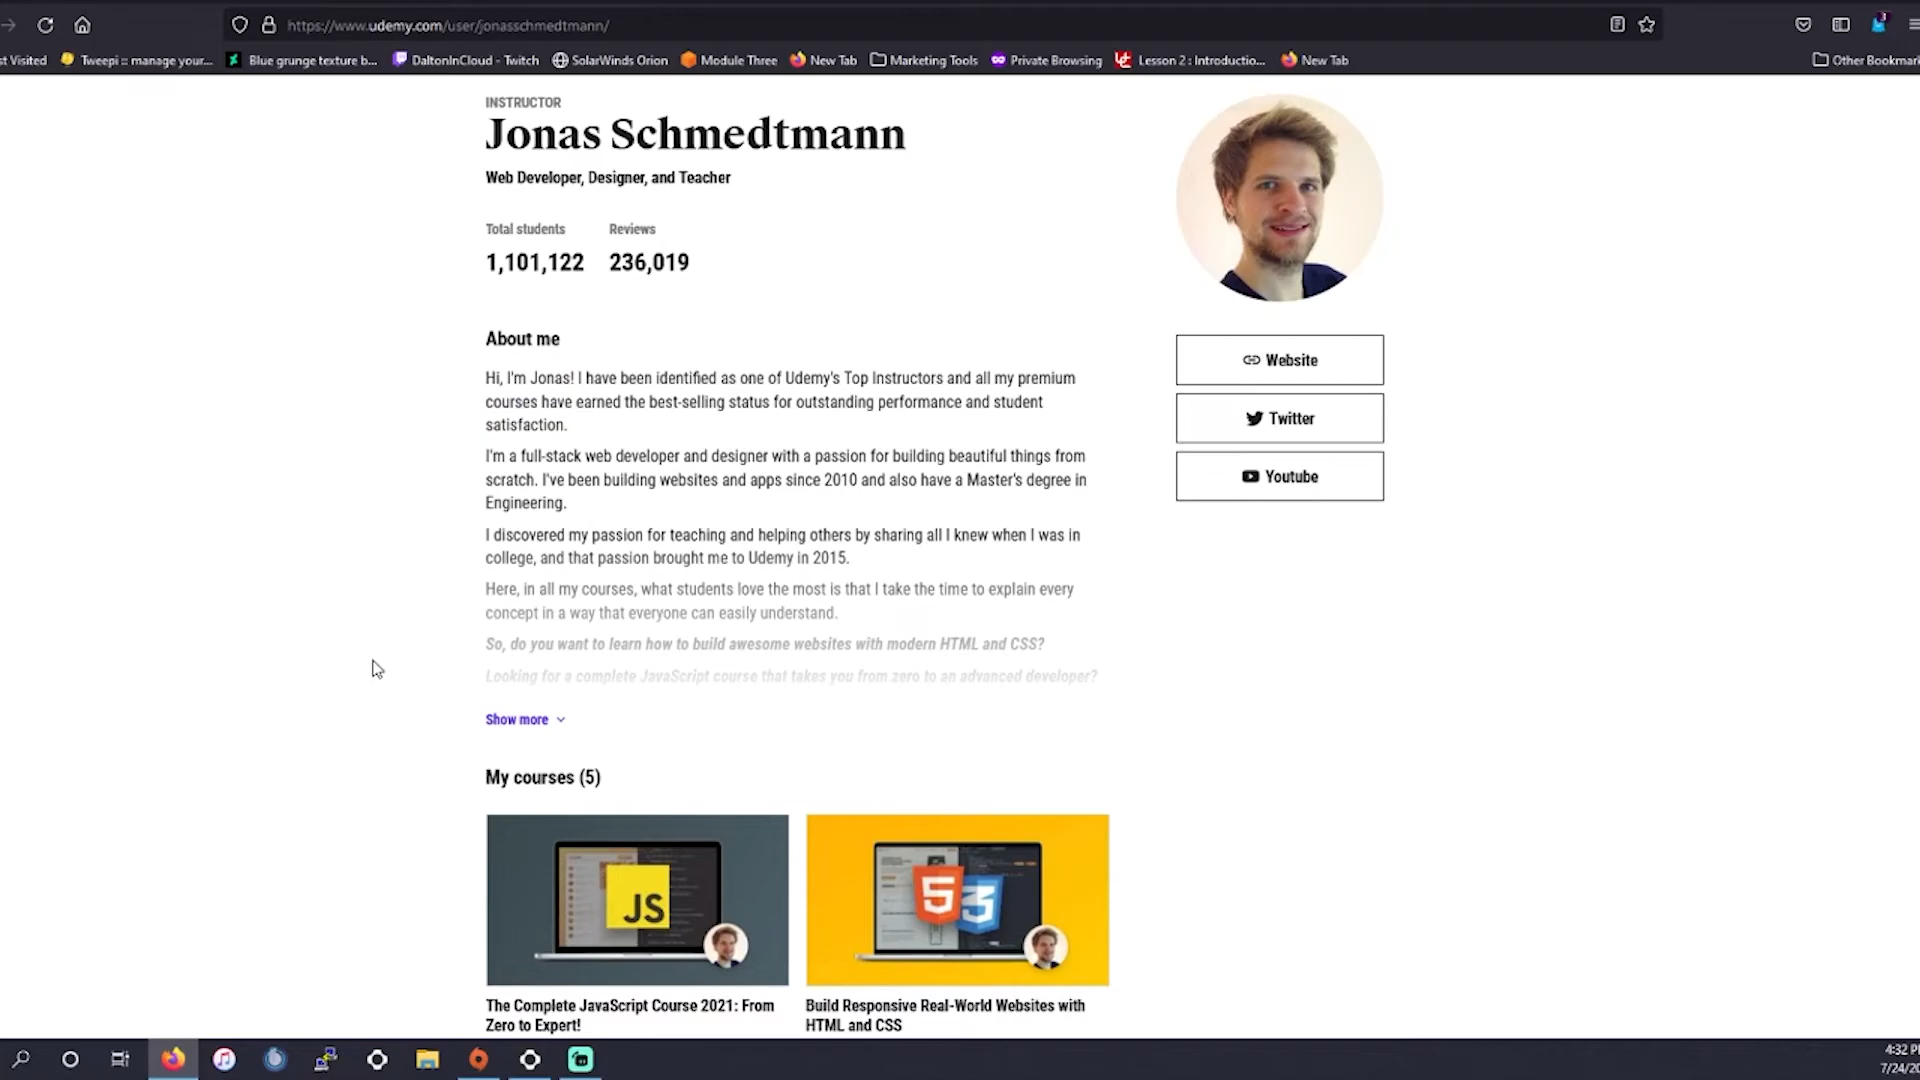 https://www.udemy.com/user/jonasschmedtmann/
st Visited
Tweepi :: manage your...
Blue grunge texture b...
DaltonInCloud - Twitch
SolarWinds Orion
Module Three
New Tab
Marketing Tools
Private Browsing
Lesson 2 : Introductio...
New Tab
Other Bookmar
INSTRUCTOR
Jonas Schmedtmann
Web Developer, Designer, and Teacher
Total students
Reviews
1,101,122
236,019
About me
Hi, I'm Jonas! I have been identified as one of Udemy's Top Instructors and all my premium
courses have earned the best-selling status for outstanding performance and student
satisfaction.
I'm a full-stack web developer and designer with a passion for building beautiful things from
scratch. I've been building websites and apps since 2010 and also have a Master's degree in
Engineering.
I discovered my passion for teaching and helping others by sharing all I knew when I was in
college, and that passion brought me to Udemy in 2015.
Here, in all my courses, what students love the most is that I take the time to explain every
concept in a way that everyone can easily understand.
So, do you want to learn how to build awesome websites with modern HTML and CSS?
Looking for a complete JavaScript course that takes you from zero to an advanced developer?
Show more
Website
Twitter
Youtube
My courses (5)
JS
5
3
The Complete JavaScript Course 2021: From
Zero to Expert!
Build Responsive Real-World Websites with
HTML and CSS
4:32 P
7/24/20